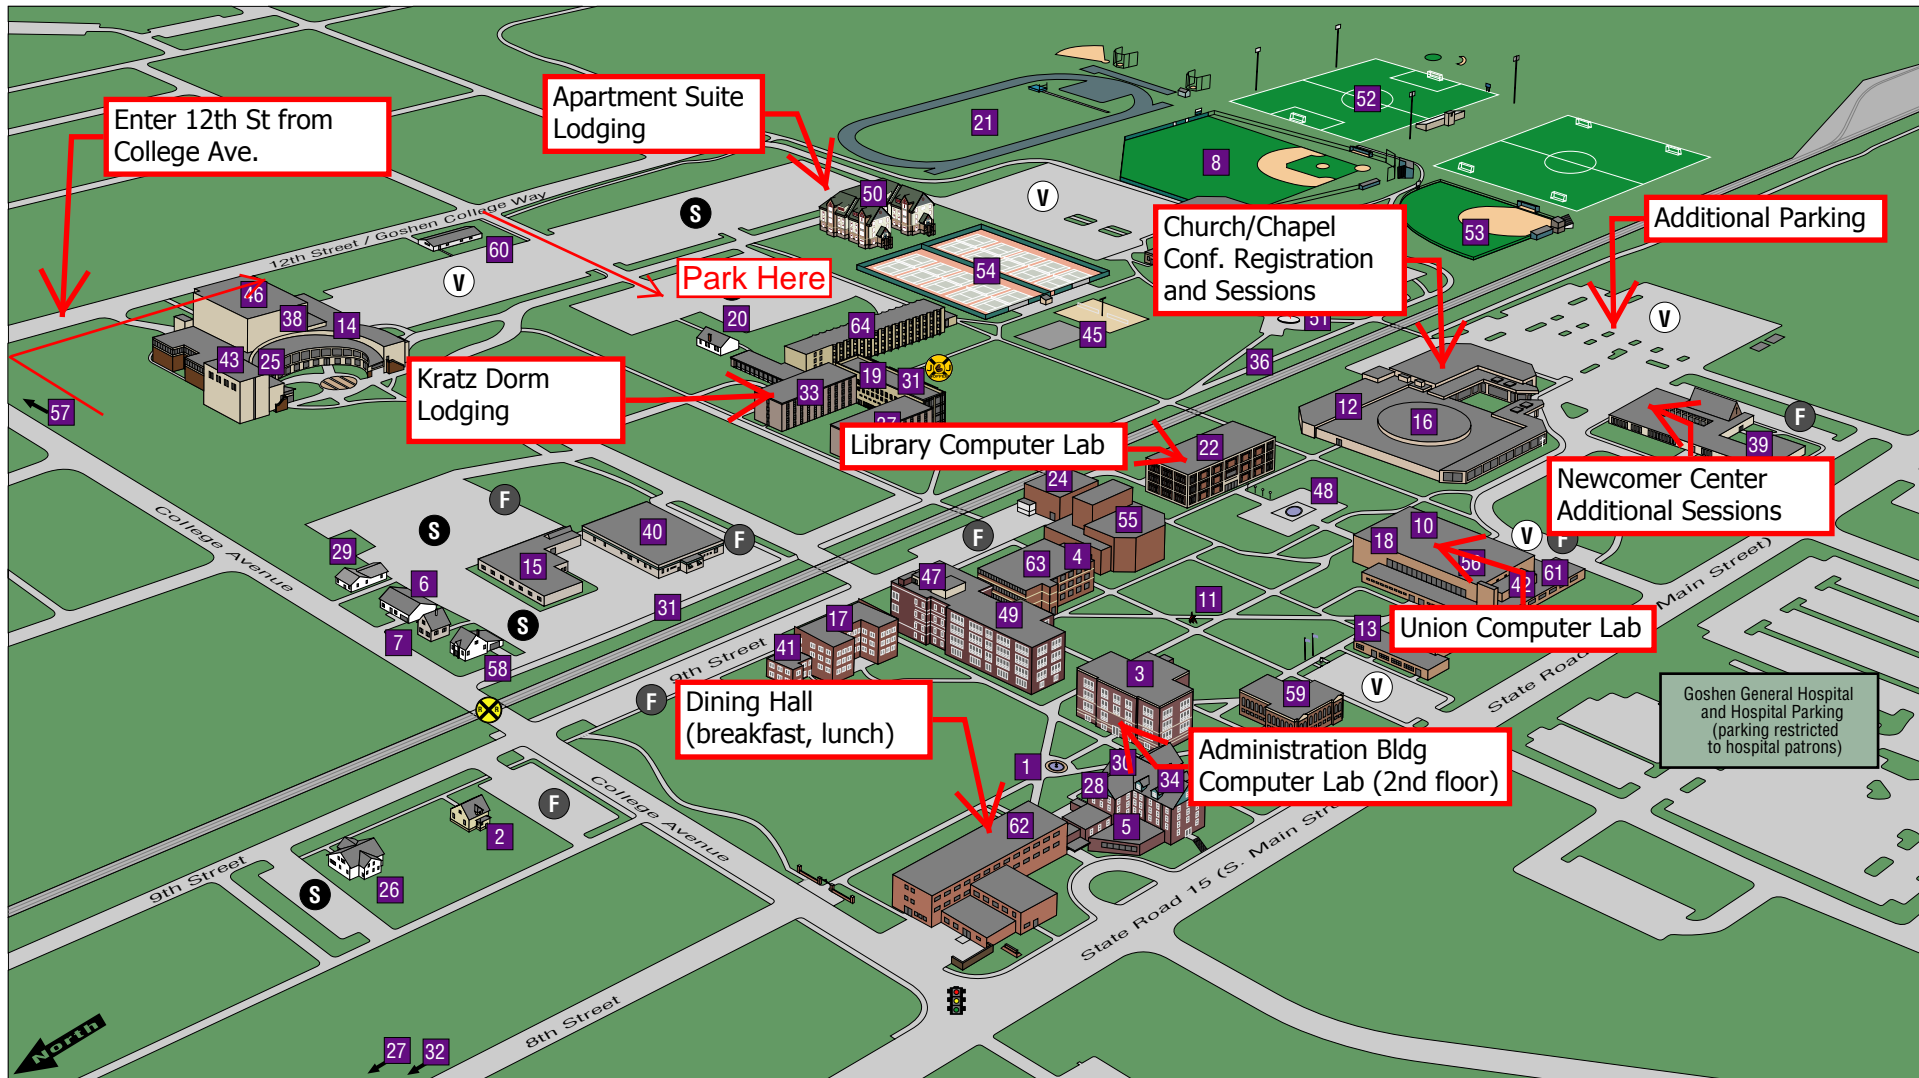 Enter 12th St from
College Ave.
Apartment Suite
Lodging
Park Here
Church/Chapel
Conf. Registration
and Sessions
Additional Parking
Kratz Dorm
Lodging
Library Computer Lab
Newcomer Center
Additional Sessions
Union Computer Lab
Dining Hall
(breakfast, lunch)
Administration Bldg
Computer Lab (2nd floor)
Goshen General Hospital
and Hospital Parking
(parking restricted
to hospital patrons)
12th Street / Goshen College Way
College Avenue
College Avenue
9th Street
9th Street
8th Street
State Road 15 (S. Main Stre
State Road
Main Street)
North
52
21
8
50
53
60
54
46
38
14
20
64
45
51
36
43
25
19
31
33
12
16
57
22
39
24
48
55
10
18
56
42
61
40
29
15
6
63
4
47
49
11
31
7
17
41
58
13
3
59
1
30
34
28
5
62
2
26
27
32
S
V
V
V
F
F
S
F
F
V
F
S
F
V
F
S
R R